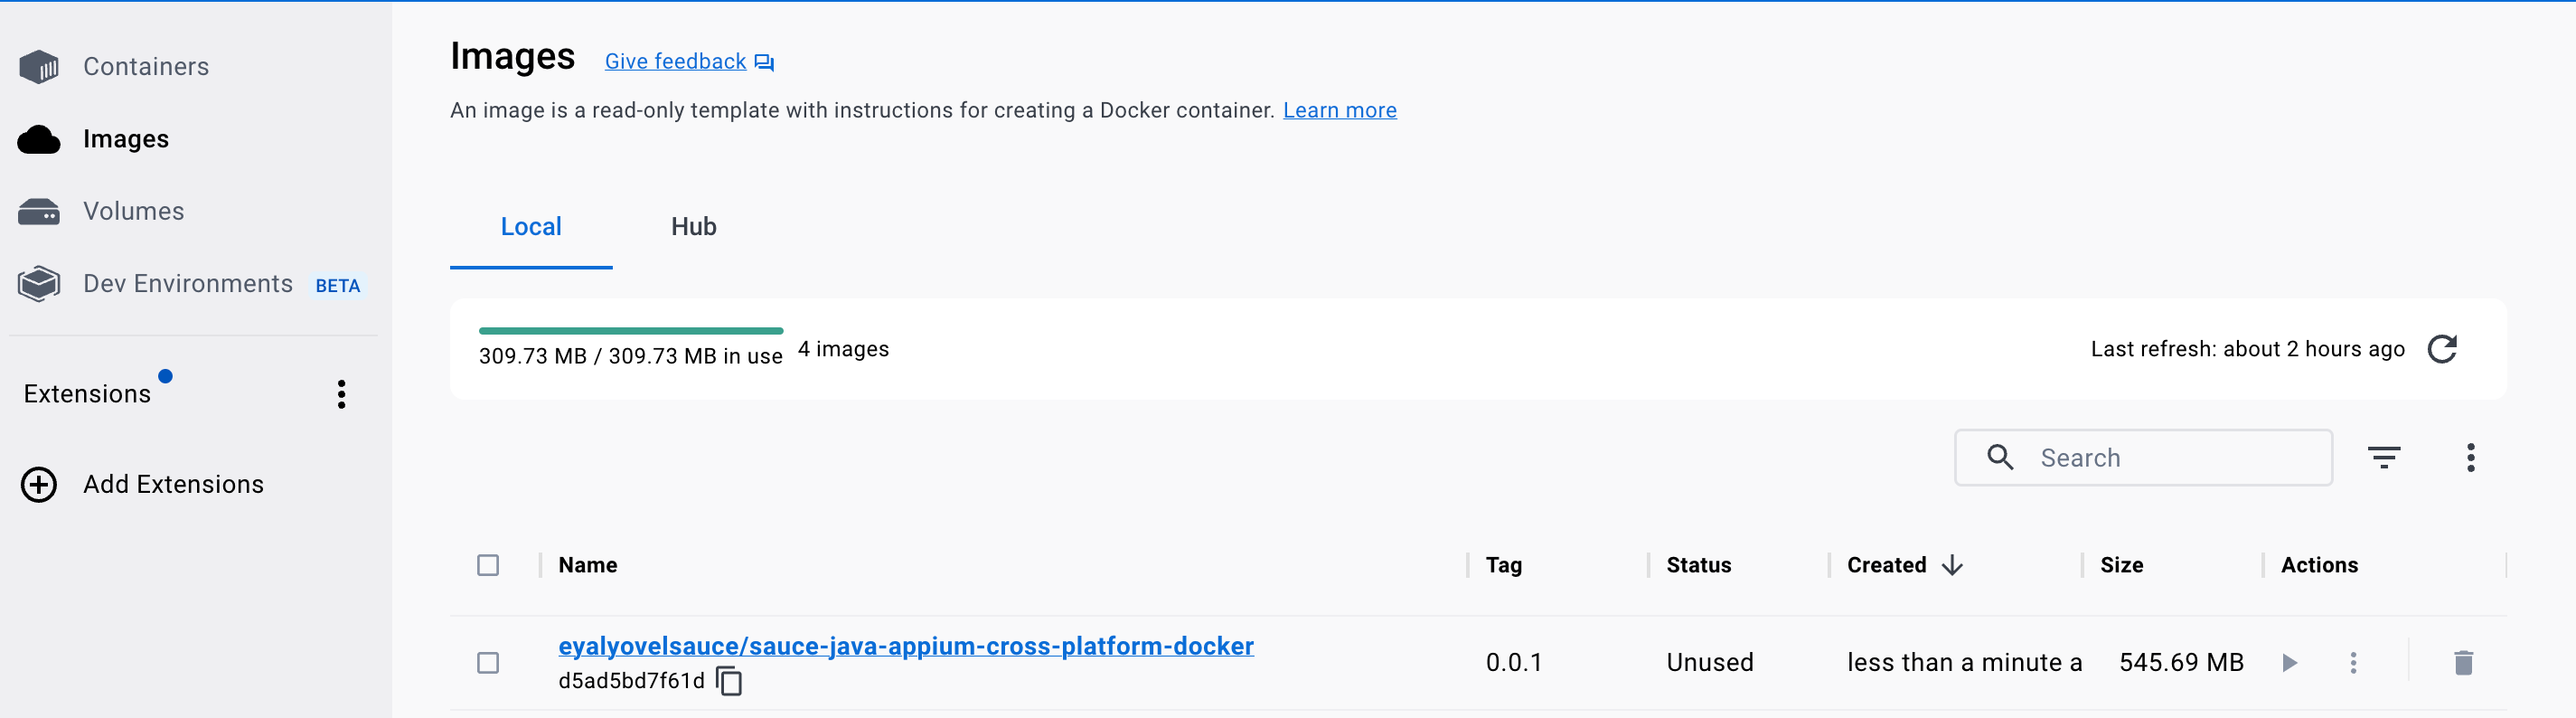 Containers
Images
Volumes
Dev Environments BETA
Extensions
Add Extensions
Images Give feedback
An image is a read-only template with instructions for creating a Docker container. Learn more
Local Hub
309.73 MB / 309.73 MB in use 4 images
Last refresh: about 2 hours ago
Search
Name Tag Status Created Size Actions
eyalyovelsauce/sauce-java-appium-cross-platform-docker
d5ad5bd7f61d
0.0.1 Unused less than a minute a 545.69 MB